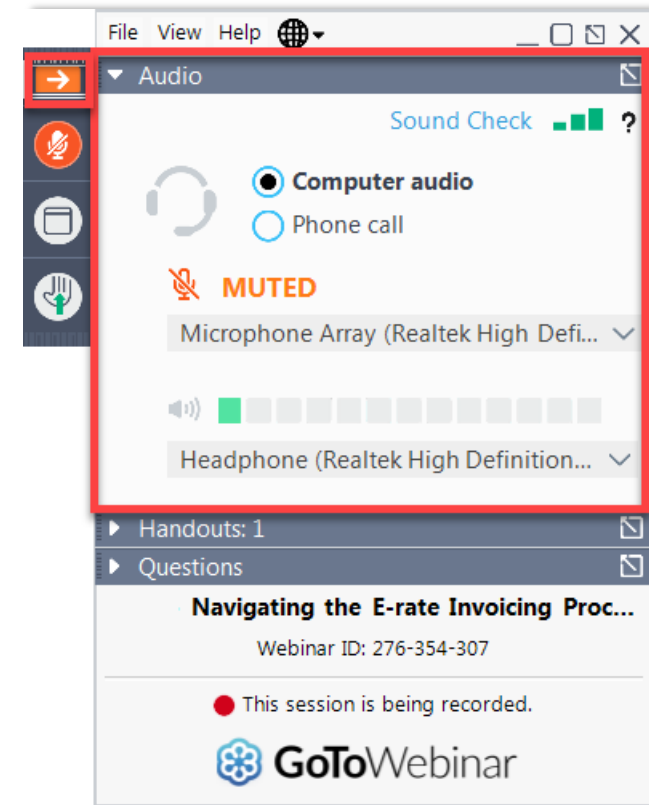 File View Help
Audio
Sound Check ?
Computer audio
Phone call
MUTED
Microphone Array (Realtek High Defi...
Headphone (Realtek High Definition...
Handouts: 1
Questions
Navigating the E-rate Invoicing Proc...
Webinar ID: 276-354-307
This session is being recorded.
GoToWebinar